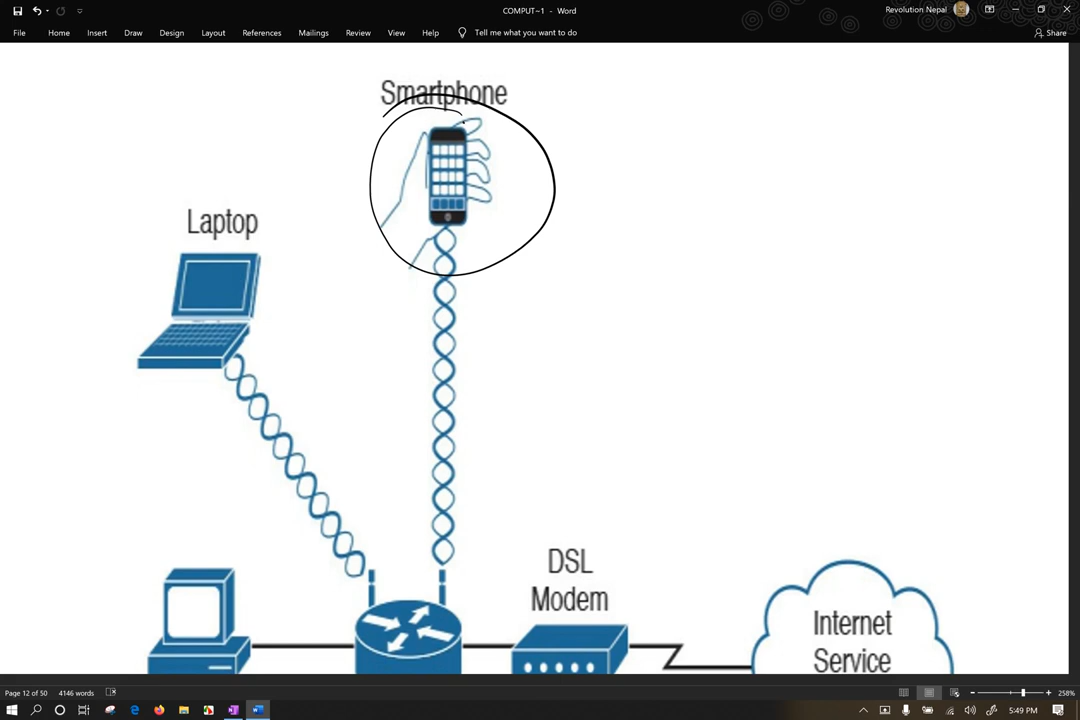 COMPUT~1 - Word
Revolution Nepal
File Home Insert Draw Design Layout References Mailings Review View Help Tell me what you want to do
Share
Smartphone
Laptop
DSL
Modem
Internet
Service
Page 12 of 50 4146 words
258%
5:49 PM